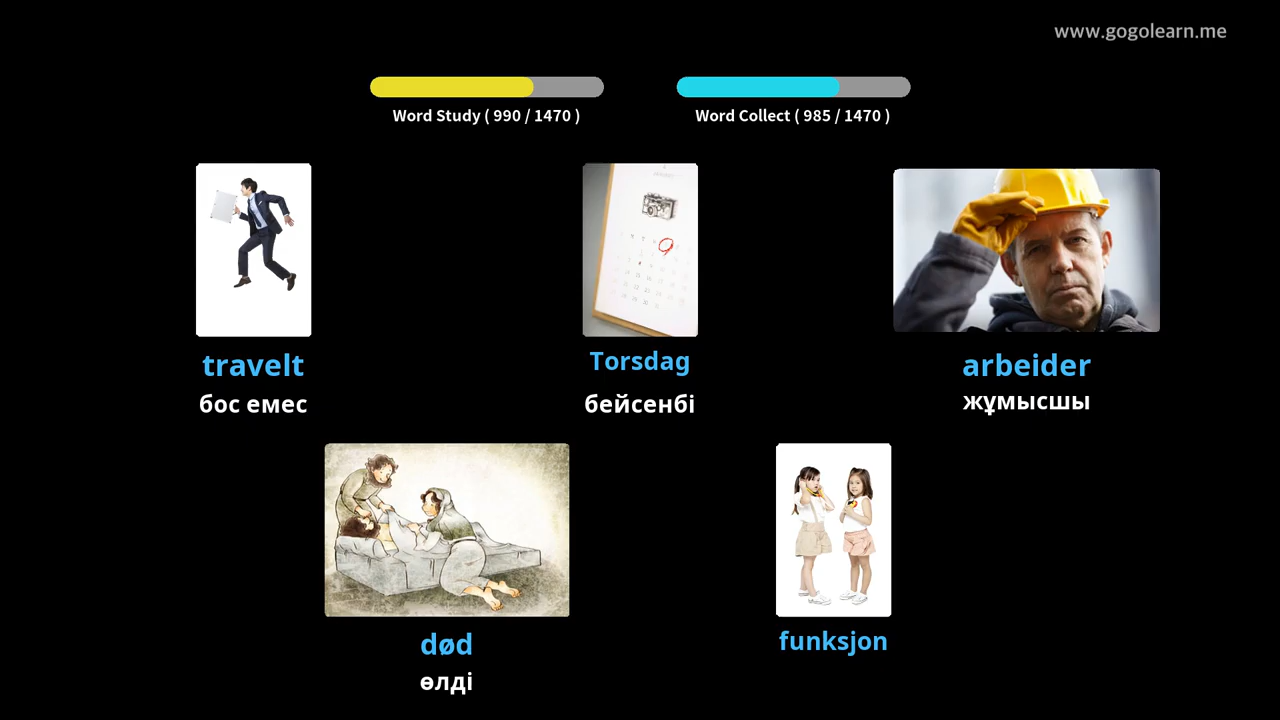 www.gogolearn.me
Word Study ( 990 / 1470 )
Word Collect ( 985 / 1470 )
travelt
бос емес
Torsdag
бейсенбі
arbeider
жұмысшы
død
өлді
funksjon